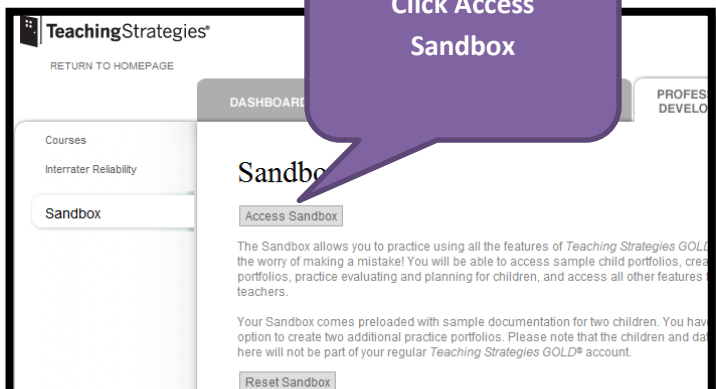 Click Access
Sandbox
TeachingStrategies®
RETURN TO HOMEPAGE
DASHBOARD
PROFES
DEVELO
Courses
Interrater Reliability
Sandbox
Sandbo
Access Sandbox
The Sandbox allows you to practice using all the features of Teaching Strategies GOLD
the worry of making a mistake! You will be able to access sample child portfolios, crea
portfolios, practice evaluating and planning for children, and access all other features
teachers.
Your Sandbox comes preloaded with sample documentation for two children. You have
option to create two additional practice portfolios. Please note that the children and dat
here will not be part of your regular Teaching Strategies GOLD® account.
Reset Sandbox